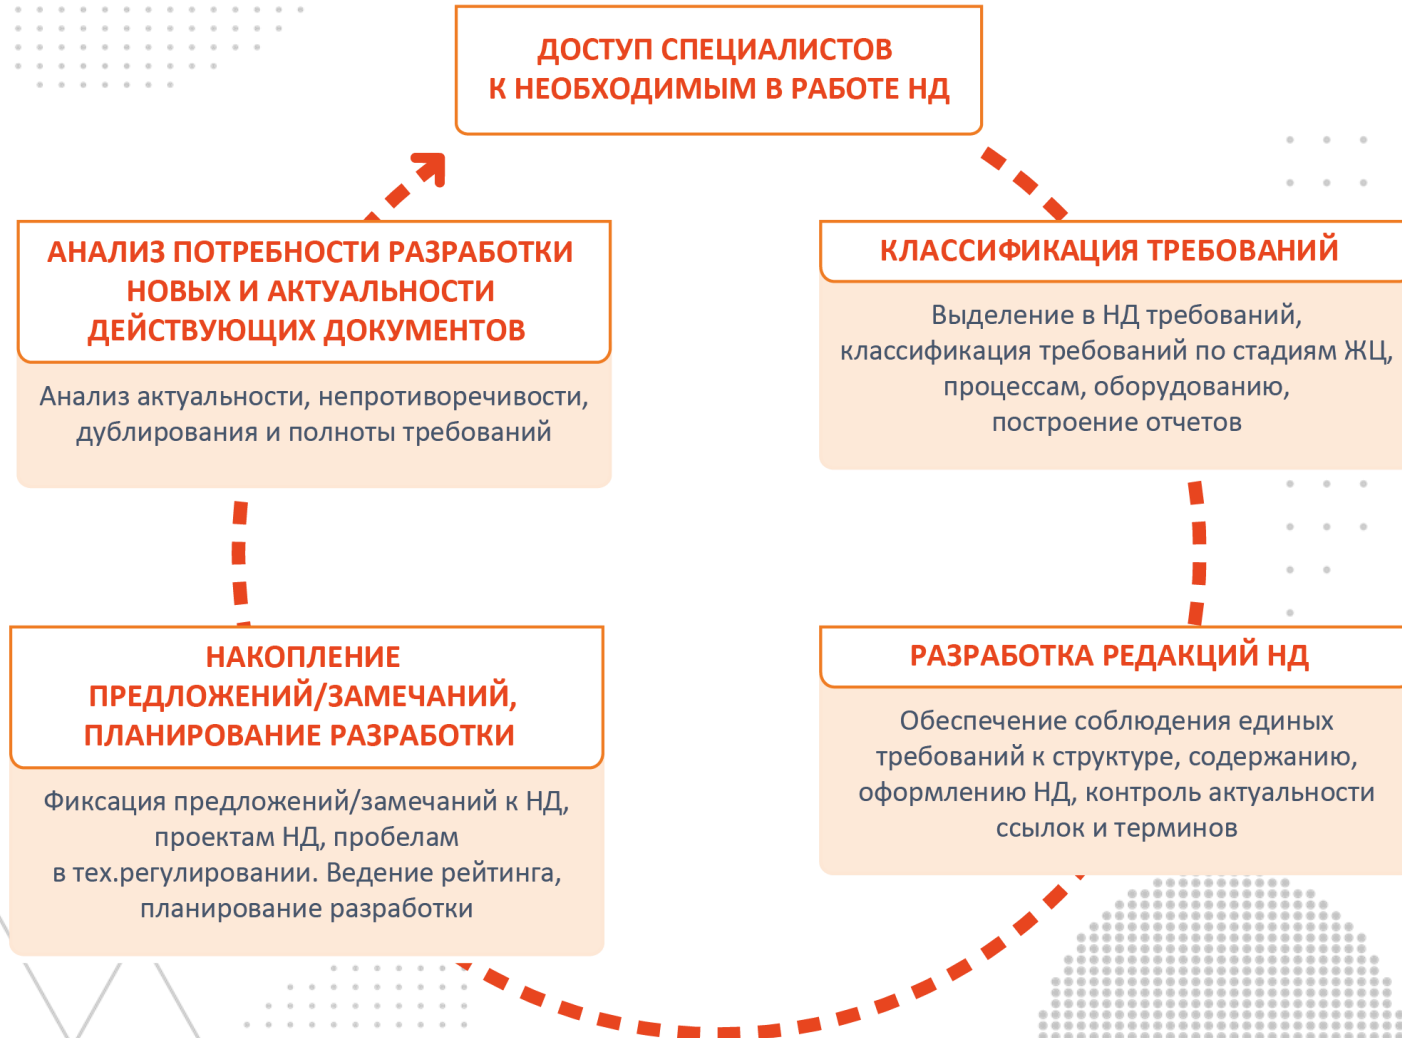 ДОСТУП СПЕЦИАЛИСТОВ
К НЕОБХОДИМЫМ В РАБОТЕ НД
АНАЛИЗ ПОТРЕБНОСТИ РАЗРАБОТКИ
НОВЫХ И АКТУАЛЬНОСТИ
ДЕЙСТВУЮЩИХ ДОКУМЕНТОВ
Анализ актуальности, непротиворечивости,
дублирования и полноты требований
КЛАССИФИКАЦИЯ ТРЕБОВАНИЙ
Выделение в НД требований,
классификация требований по стадиям ЖЦ,
процессам, оборудованию,
построение отчетов
НАКОПЛЕНИЕ
ПРЕДЛОЖЕНИЙ/ЗАМЕЧАНИЙ,
ПЛАНИРОВАНИЕ РАЗРАБОТКИ
Фиксация предложений/замечаний к НД,
проектам НД, пробелам
в тех.регулировании. Ведение рейтинга,
планирование разработки
РАЗРАБОТКА РЕДАКЦИЙ НД
Обеспечение соблюдения единых
требований к структуре, содержанию,
оформлению НД, контроль актуальности
ссылок и терминов